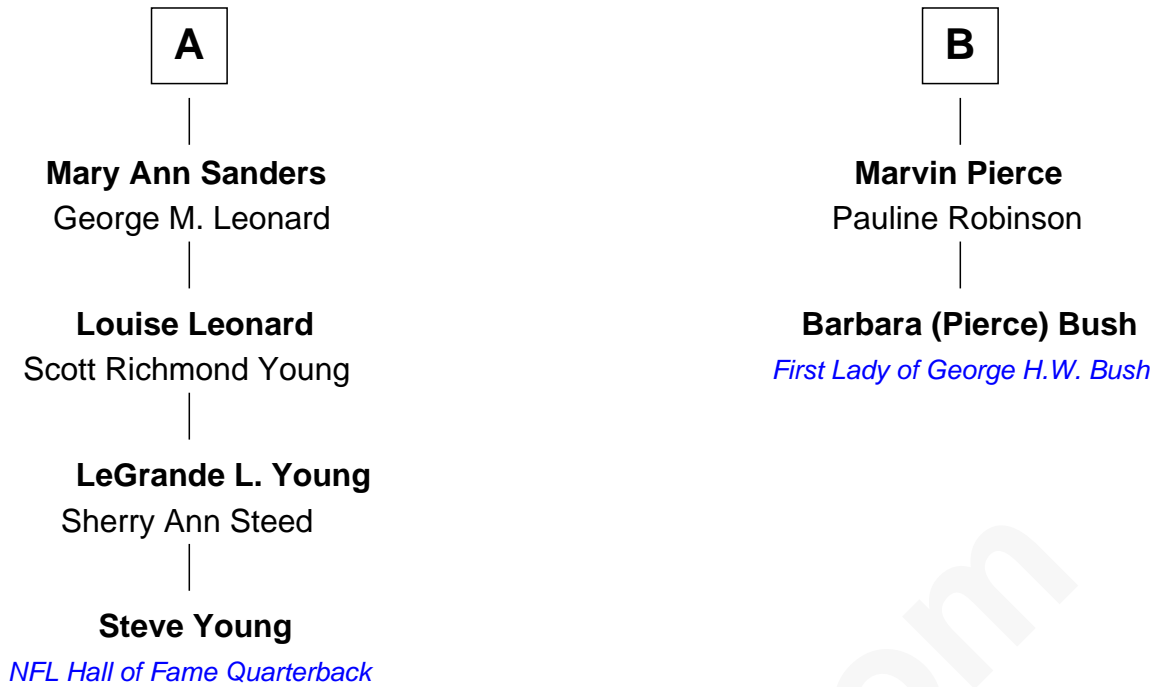 A
Mary Ann Sanders
George M. Leonard
Louise Leonard
Scott Richmond Young
LeGrande L. Young
Sherry Ann Steed
Steve Young
NFL Hall of Fame Quarterback
B
Marvin Pierce
Pauline Robinson
Barbara (Pierce) Bush
First Lady of George H.W. Bush
om